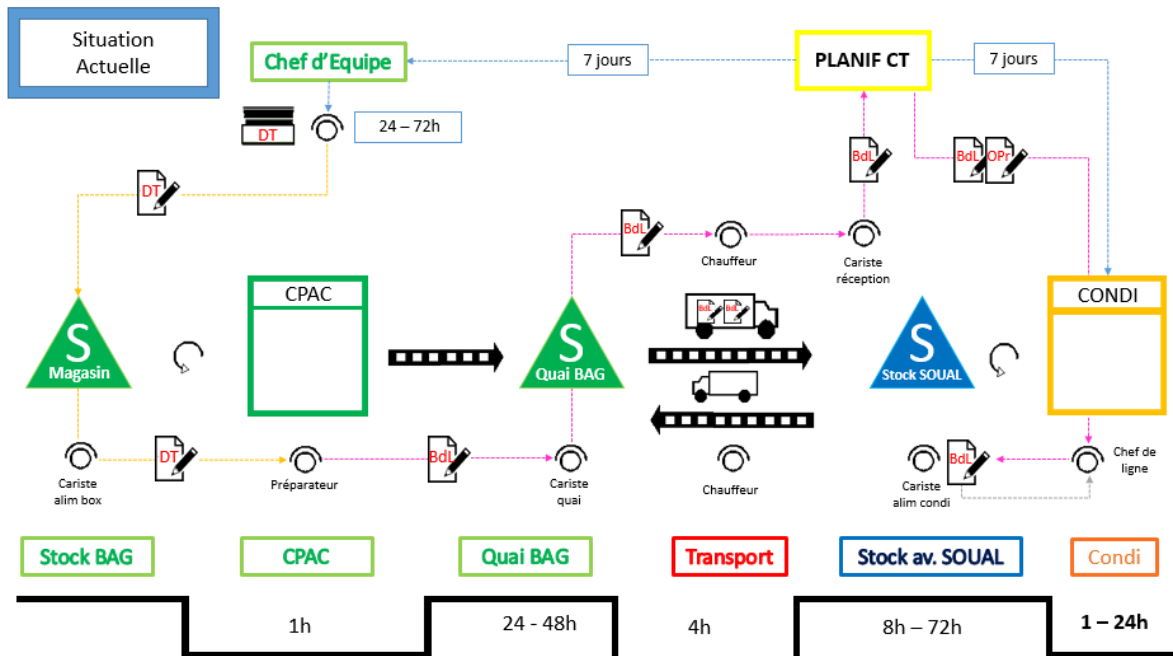 Situation
Actuelle
Chef d'Equipe
7 jours
PLANIF CT
7 jours
DT
24 – 72h
BdL
BdL
OPr
DT
BdL
Chauffeur
Cariste
réception
CPAC
CONDI
S
Magasin
S
Quai BAG
BdL
BdL
S
Stock SOUAL
DT
BdL
BdL
Chef de
ligne
Cariste
alim box
Préparateur
Cariste
quai
Chauffeur
Cariste
alim condi
Stock BAG
CPAC
Quai BAG
Transport
Stock av. SOUAL
Condi
1h
24 - 48h
4h
8h – 72h
1 – 24h